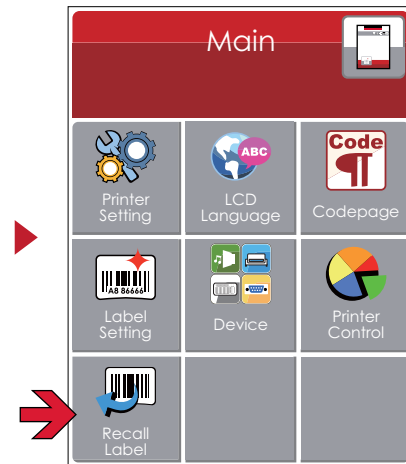 Main
ABC
Code
Printer
Setting
LCD
Language
Codepage
A8 86666
Label
Setting
Device
Printer
Control
Recall
Label